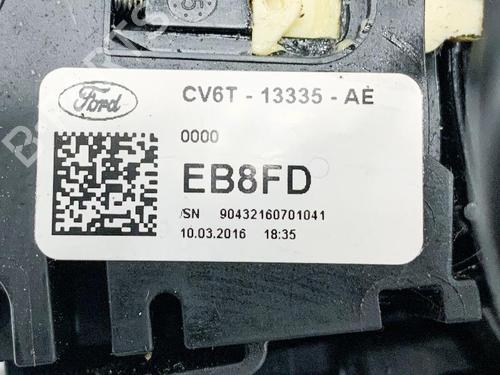 Ford
CV6T - 13335 - AE
0000
EB8FD
/SN 90432160701041
10.03.2016 18:35